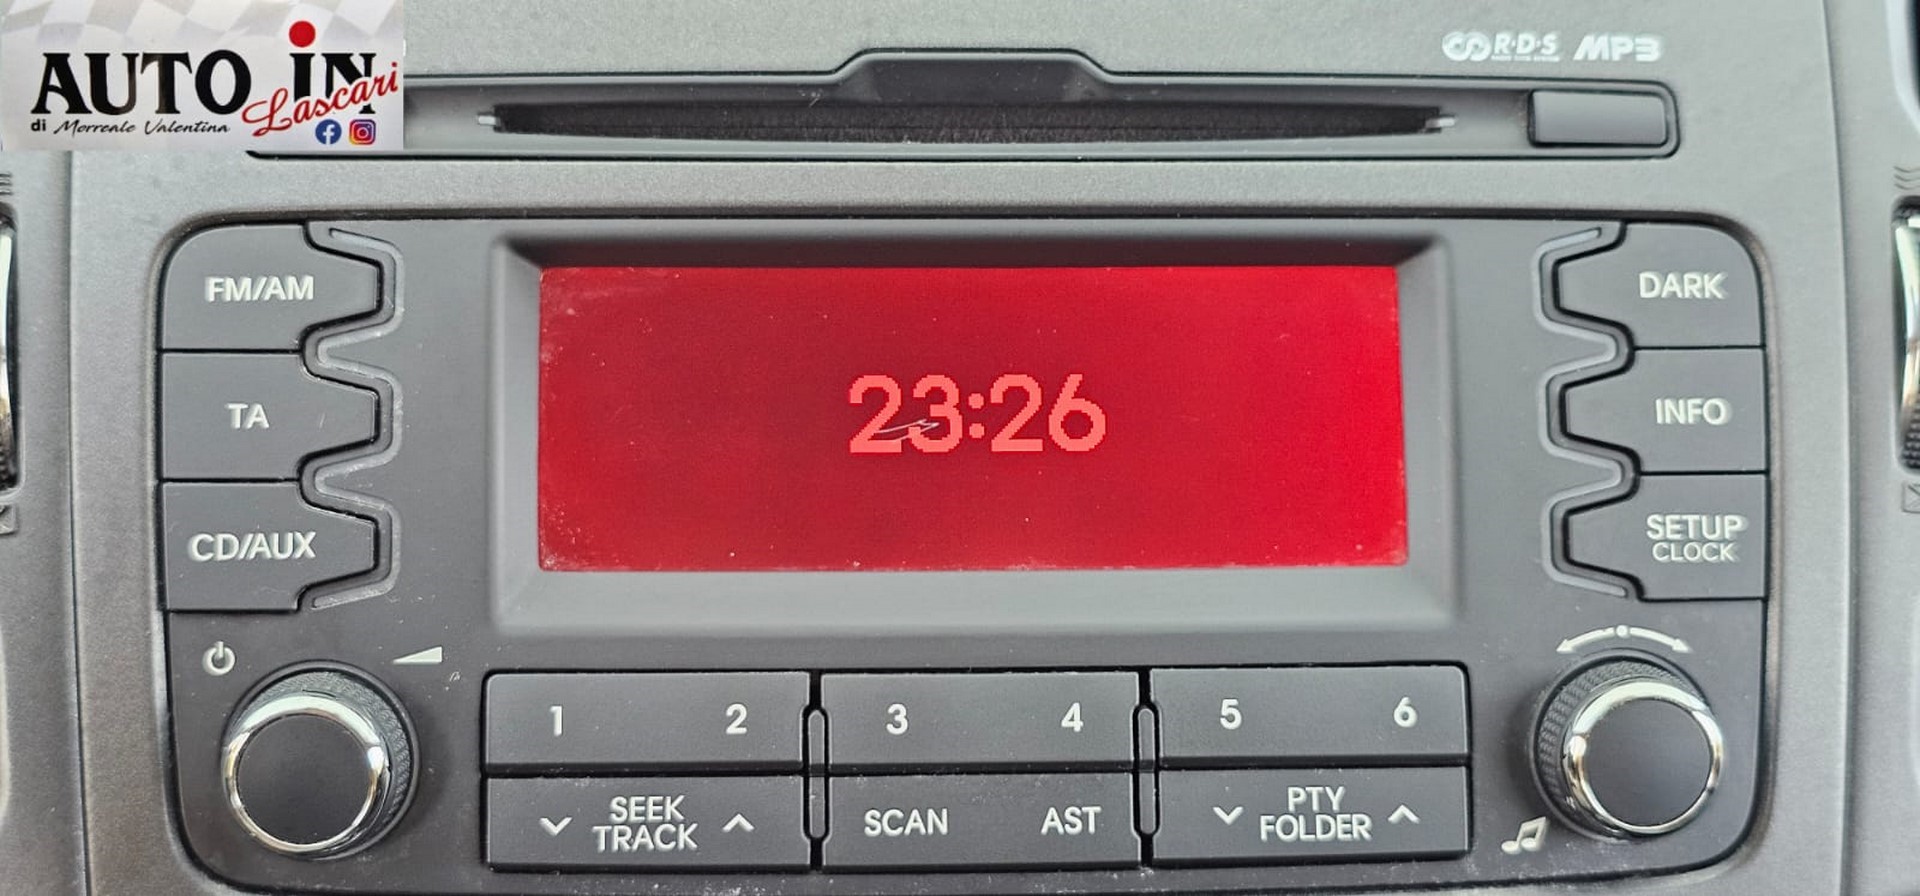 AUTO iN
Lascari
di Morreale Valentina
R·D·S MP3
FM/AM
DARK
TA
23:26
INFO
CD/AUX
SETUP
CLOCK
1 2 3 4 5 6
SEEK
TRACK
SCAN AST
PTY
FOLDER